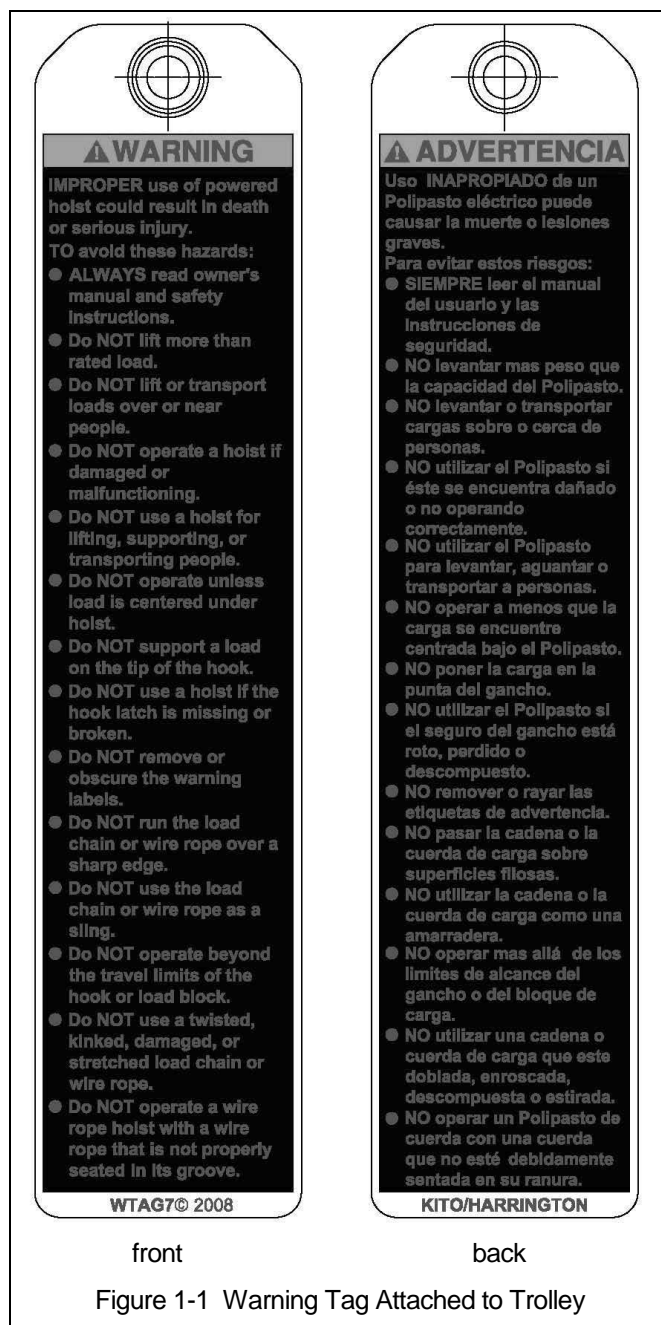 ⚠WARNING
IMPROPER use of powered
hoist could result in death
or serious injury.
TO avoid these hazards:
● ALWAYS read owner's
manual and safety
instructions.
● Do NOT lift more than
rated load.
● Do NOT lift or transport
loads over or near
people.
● Do NOT operate a hoist if
damaged or
malfunctioning.
● Do NOT use a hoist for
lifting, supporting, or
transporting people.
● Do NOT operate unless
load is centered under
hoist.
● Do NOT support a load
on the tip of the hook.
● Do NOT use a hoist if the
hook latch is missing or
broken.
● Do NOT remove or
obscure the warning
labels.
● Do NOT run the load
chain or wire rope over a
sharp edge.
● Do NOT use the load
chain or wire rope as a
sling.
● Do NOT operate beyond
the travel limits of the
hook or load block.
● Do NOT use a twisted,
kinked, damaged, or
stretched load chain or
wire rope.
● Do NOT operate a wire
rope hoist with a wire
rope that is not properly
seated in its groove.
WTAG7© 2008
front
⚠ ADVERTENCIA
Uso INAPROPIADO de un
Polipasto eléctrico puede
causar la muerte o lesiones
graves.
Para evitar estos riesgos:
● SIEMPRE leer el manual
del usuario y las
instrucciones de
seguridad.
● NO levantar mas peso que
la capacidad del Polipasto.
● NO levantar o transportar
cargas sobre o cerca de
personas.
● NO utilizar el Polipasto si
éste se encuentra dañado
o no operando
correctamente.
● NO utilizar el Polipasto
para levantar, aguantar o
transportar a personas.
● NO operar a menos que la
carga se encuentre
centrada bajo el Polipasto.
● NO poner la carga en la
punta del gancho.
● NO utilizar el Polipasto si
el seguro del gancho está
roto, perdido o
descompuesto.
● NO remover o rayar las
etiquetas de advertencia.
● NO pasar la cadena o la
cuerda de carga sobre
superficies filosas.
● NO utilizar la cadena o la
cuerda de carga como una
amarradera.
● NO operar mas allá de los
limites de alcance del
gancho o del bloque de
carga.
● NO utilizar una cadena o
cuerda de carga que este
doblada, enroscada,
descompuesta o estirada.
● NO operar un Polipasto de
cuerda con una cuerda
que no esté debidamente
sentada en su ranura.
KITO/HARRINGTON
back
Figure 1-1 Warning Tag Attached to Trolley